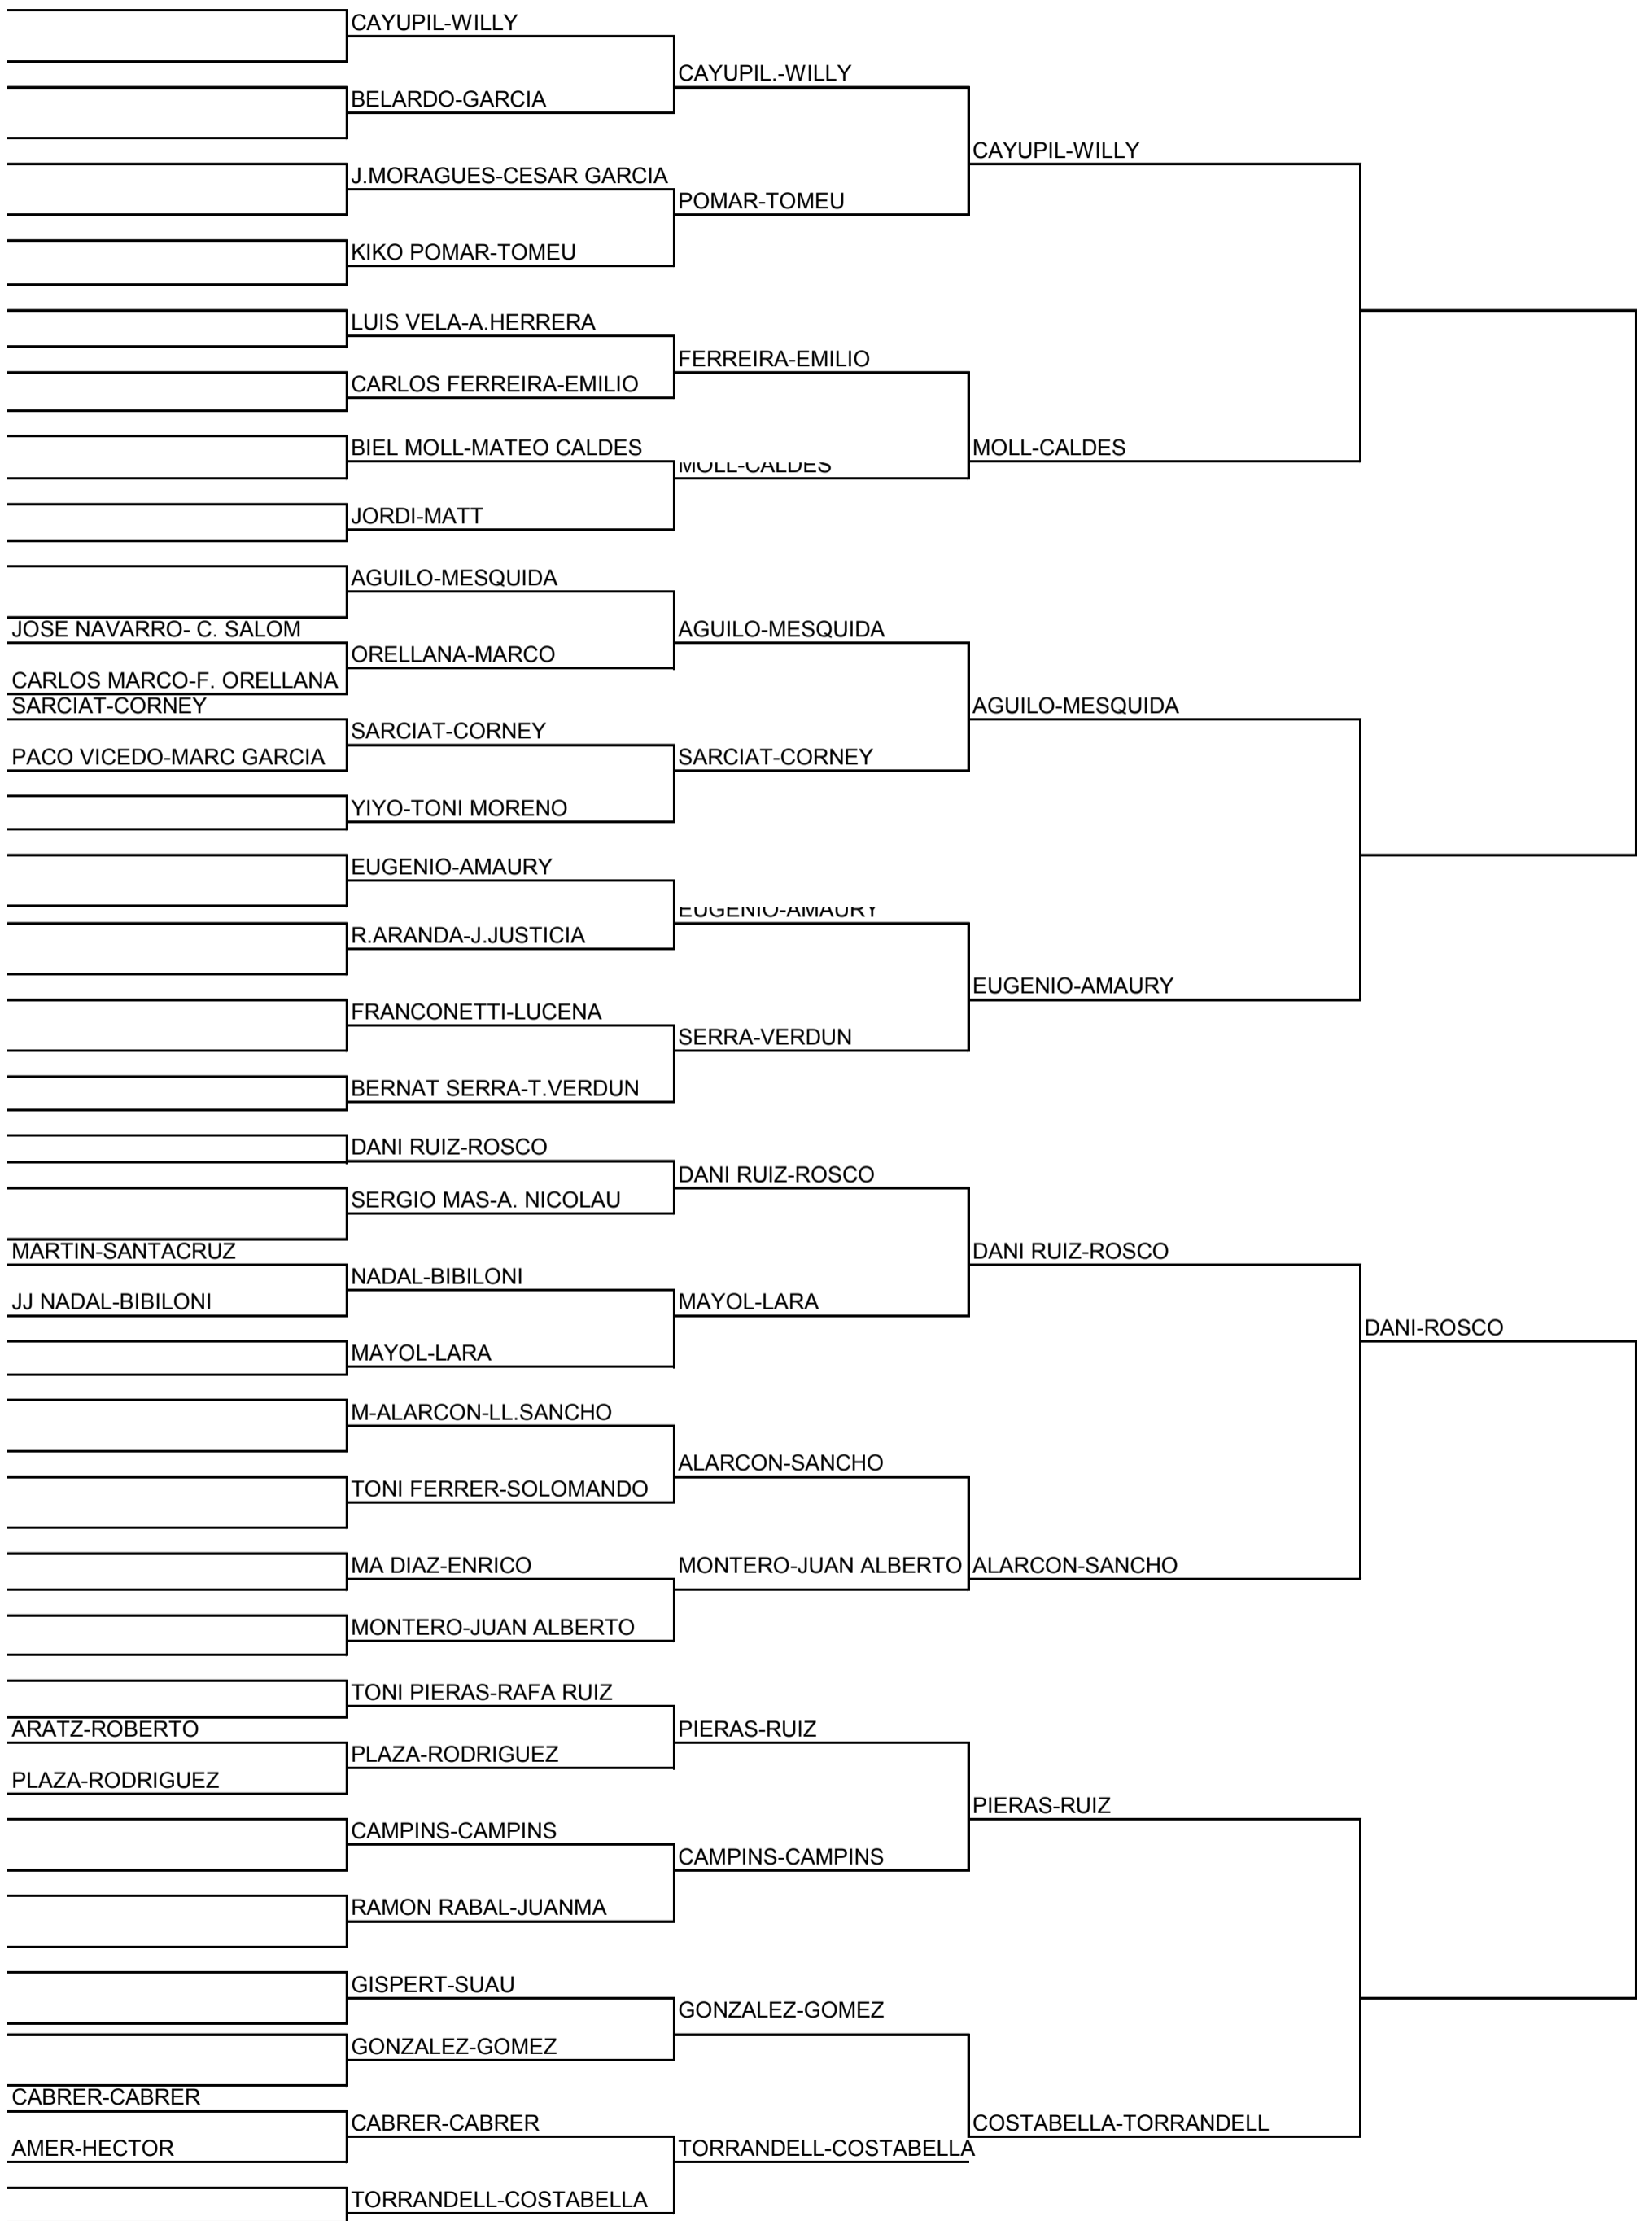 CAYUPIL-WILLY
CAYUPIL.-WILLY
BELARDO-GARCIA
CAYUPIL-WILLY
J.MORAGUES-CESAR GARCIA
POMAR-TOMEU
KIKO POMAR-TOMEU
LUIS VELA-A.HERRERA
FERREIRA-EMILIO
CARLOS FERREIRA-EMILIO
BIEL MOLL-MATEO CALDES
MOLL-CALDES
MOLL-CALDES
JORDI-MATT
AGUILO-MESQUIDA
JOSE NAVARRO- C. SALOM
AGUILO-MESQUIDA
ORELLANA-MARCO
CARLOS MARCO-F. ORELLANA
SARCIAT-CORNEY
AGUILO-MESQUIDA
SARCIAT-CORNEY
PACO VICEDO-MARC GARCIA
SARCIAT-CORNEY
YIYO-TONI MORENO
EUGENIO-AMAURY
EUGENIO-AMAURY
R.ARANDA-J.JUSTICIA
EUGENIO-AMAURY
FRANCONETTI-LUCENA
SERRA-VERDUN
BERNAT SERRA-T.VERDUN
DANI RUIZ-ROSCO
DANI RUIZ-ROSCO
SERGIO MAS-A. NICOLAU
MARTIN-SANTACRUZ
DANI RUIZ-ROSCO
NADAL-BIBILONI
JJ NADAL-BIBILONI
MAYOL-LARA
DANI-ROSCO
MAYOL-LARA
M-ALARCON-LL.SANCHO
ALARCON-SANCHO
TONI FERRER-SOLOMANDO
MA DIAZ-ENRICO
MONTERO-JUAN ALBERTO
ALARCON-SANCHO
MONTERO-JUAN ALBERTO
TONI PIERAS-RAFA RUIZ
ARATZ-ROBERTO
PIERAS-RUIZ
PLAZA-RODRIGUEZ
PLAZA-RODRIGUEZ
PIERAS-RUIZ
CAMPINS-CAMPINS
CAMPINS-CAMPINS
RAMON RABAL-JUANMA
GISPERT-SUAU
GONZALEZ-GOMEZ
GONZALEZ-GOMEZ
CABRER-CABRER
CABRER-CABRER
COSTABELLA-TORRANDELL
AMER-HECTOR
TORRANDELL-COSTABELLA
TORRANDELL-COSTABELLA